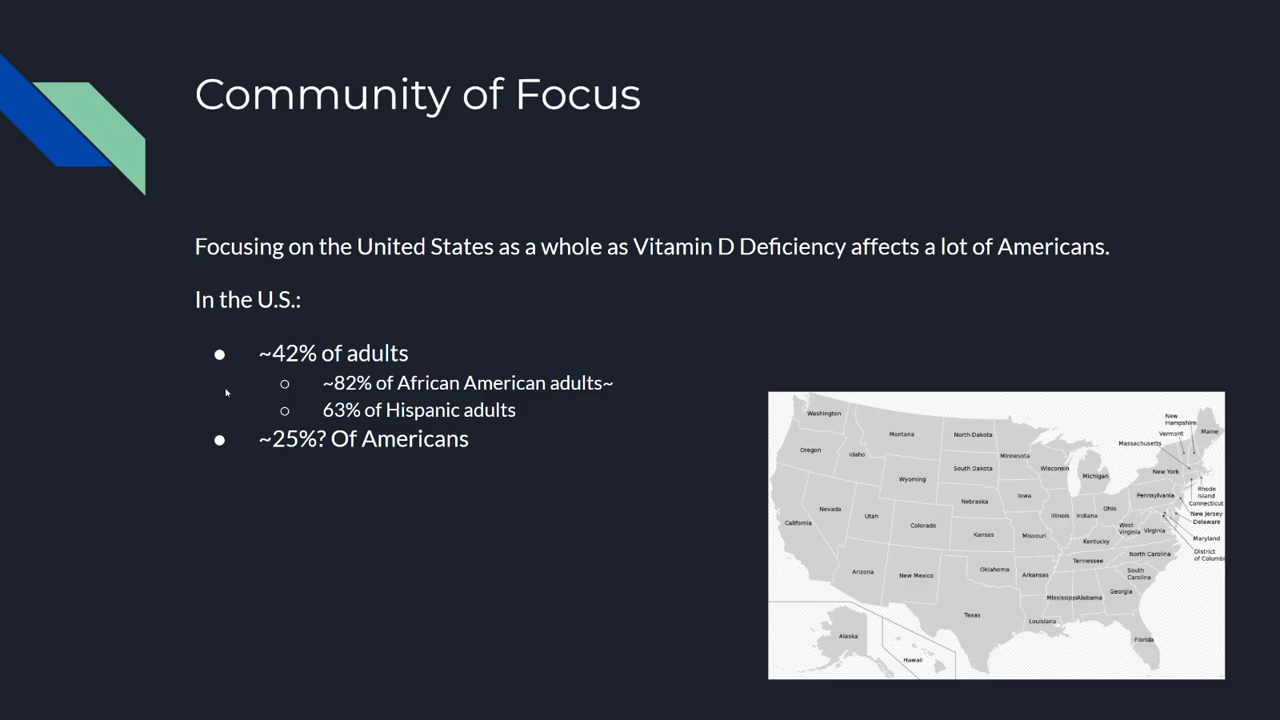 Community of Focus
Focusing on the United States as a whole as Vitamin D Deficiency affects a lot of Americans.
In the U.S.:
● ~42% of adults
○ ~82% of African American adults~
○ 63% of Hispanic adults
● ~25%? Of Americans
Washington
Oregon
California
Nevada
Idaho
Montana
Wyoming
Utah
Colorado
Arizona
New Mexico
North Dakota
South Dakota
Nebraska
Kansas
Oklahoma
Texas
Minnesota
Iowa
Missouri
Arkansas
Louisiana
Wisconsin
Illinois
Michigan
Indiana
Ohio
Kentucky
Tennessee
Mississippi
Alabama
Georgia
Florida
South
Carolina
North Carolina
Virginia
West
Virginia
Pennsylvania
New York
Vermont
New
Hampshire
Maine
Massachusetts
Rhode
Island
Connecticut
New Jersey
Delaware
Maryland
District
of Columb
Alaska
Hawaii